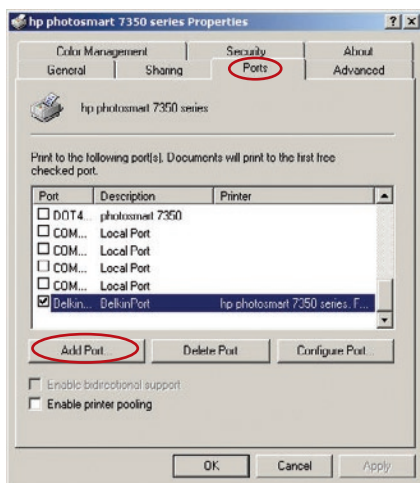 hp photosmart 7350 series Properties
Color Management Security About
General Sharing Ports Advanced
hp photosmart 7350 series
Print to the following port(s). Documents will print to the first free
checked port.
Port Description Printer
DOT4... photosmart 7350
COM... Local Port
COM... Local Port
COM... Local Port
COM... Local Port
Belkin... BelkinPort hp photosmart 7350 series. F...
Add Port... Delete Port Configure Port...
Enable bidirectional support
Enable printer pooling
OK Cancel Apply